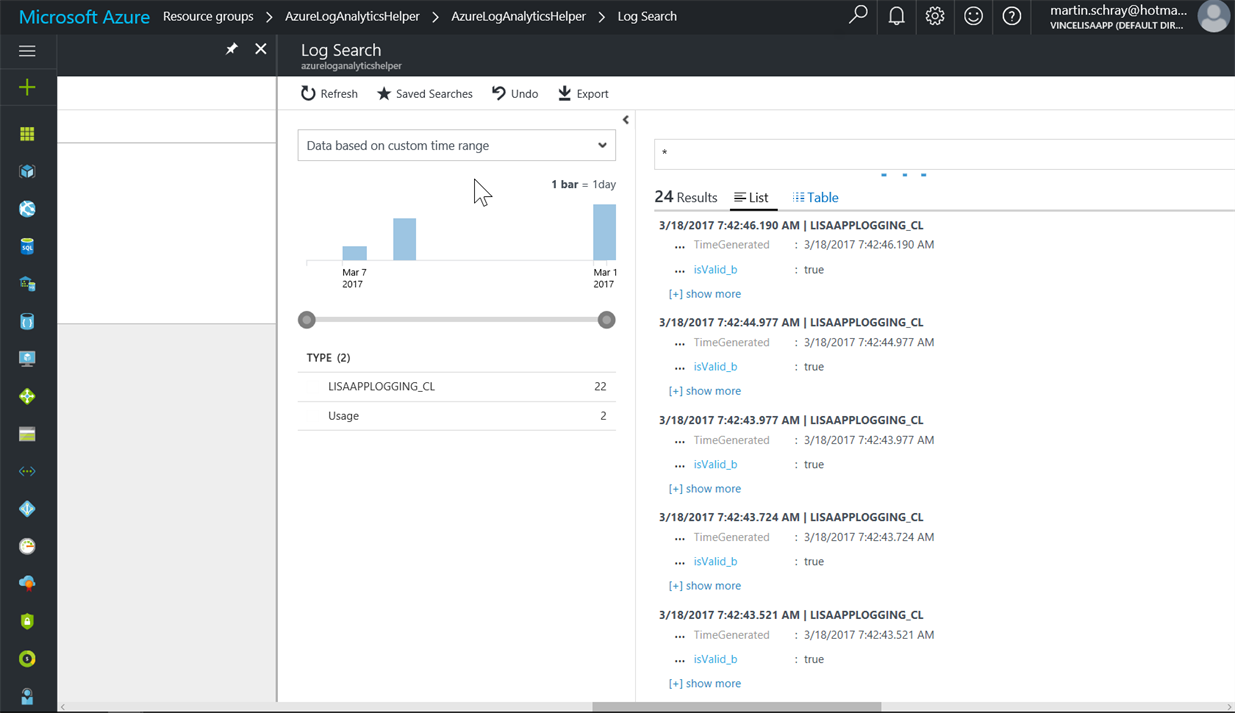 Microsoft Azure Resource groups > AzureLogAnalyticsHelper > AzureLogAnalyticsHelper > Log Search
martin.schray@hotma...
VINCELISAAPP (DEFAULT DIR...
Log Search
azureloganalyticshelper
Refresh Saved Searches Undo Export
Data based on custom time range
1 bar = 1day
Mar 7
2017
Mar 1
2017
TYPE (2)
LISAAPPLOGGING_CL 22
Usage 2
*
24 Results List Table
3/18/2017 7:42:46.190 AM | LISAAPPLOGGING_CL
... TimeGenerated : 3/18/2017 7:42:46.190 AM
... isValid_b : true
[+] show more
3/18/2017 7:42:44.977 AM | LISAAPPLOGGING_CL
... TimeGenerated : 3/18/2017 7:42:44.977 AM
... isValid_b : true
[+] show more
3/18/2017 7:42:43.977 AM | LISAAPPLOGGING_CL
... TimeGenerated : 3/18/2017 7:42:43.977 AM
... isValid_b : true
[+] show more
3/18/2017 7:42:43.724 AM | LISAAPPLOGGING_CL
... TimeGenerated : 3/18/2017 7:42:43.724 AM
... isValid_b : true
[+] show more
3/18/2017 7:42:43.521 AM | LISAAPPLOGGING_CL
... TimeGenerated : 3/18/2017 7:42:43.521 AM
... isValid_b : true
[+] show more